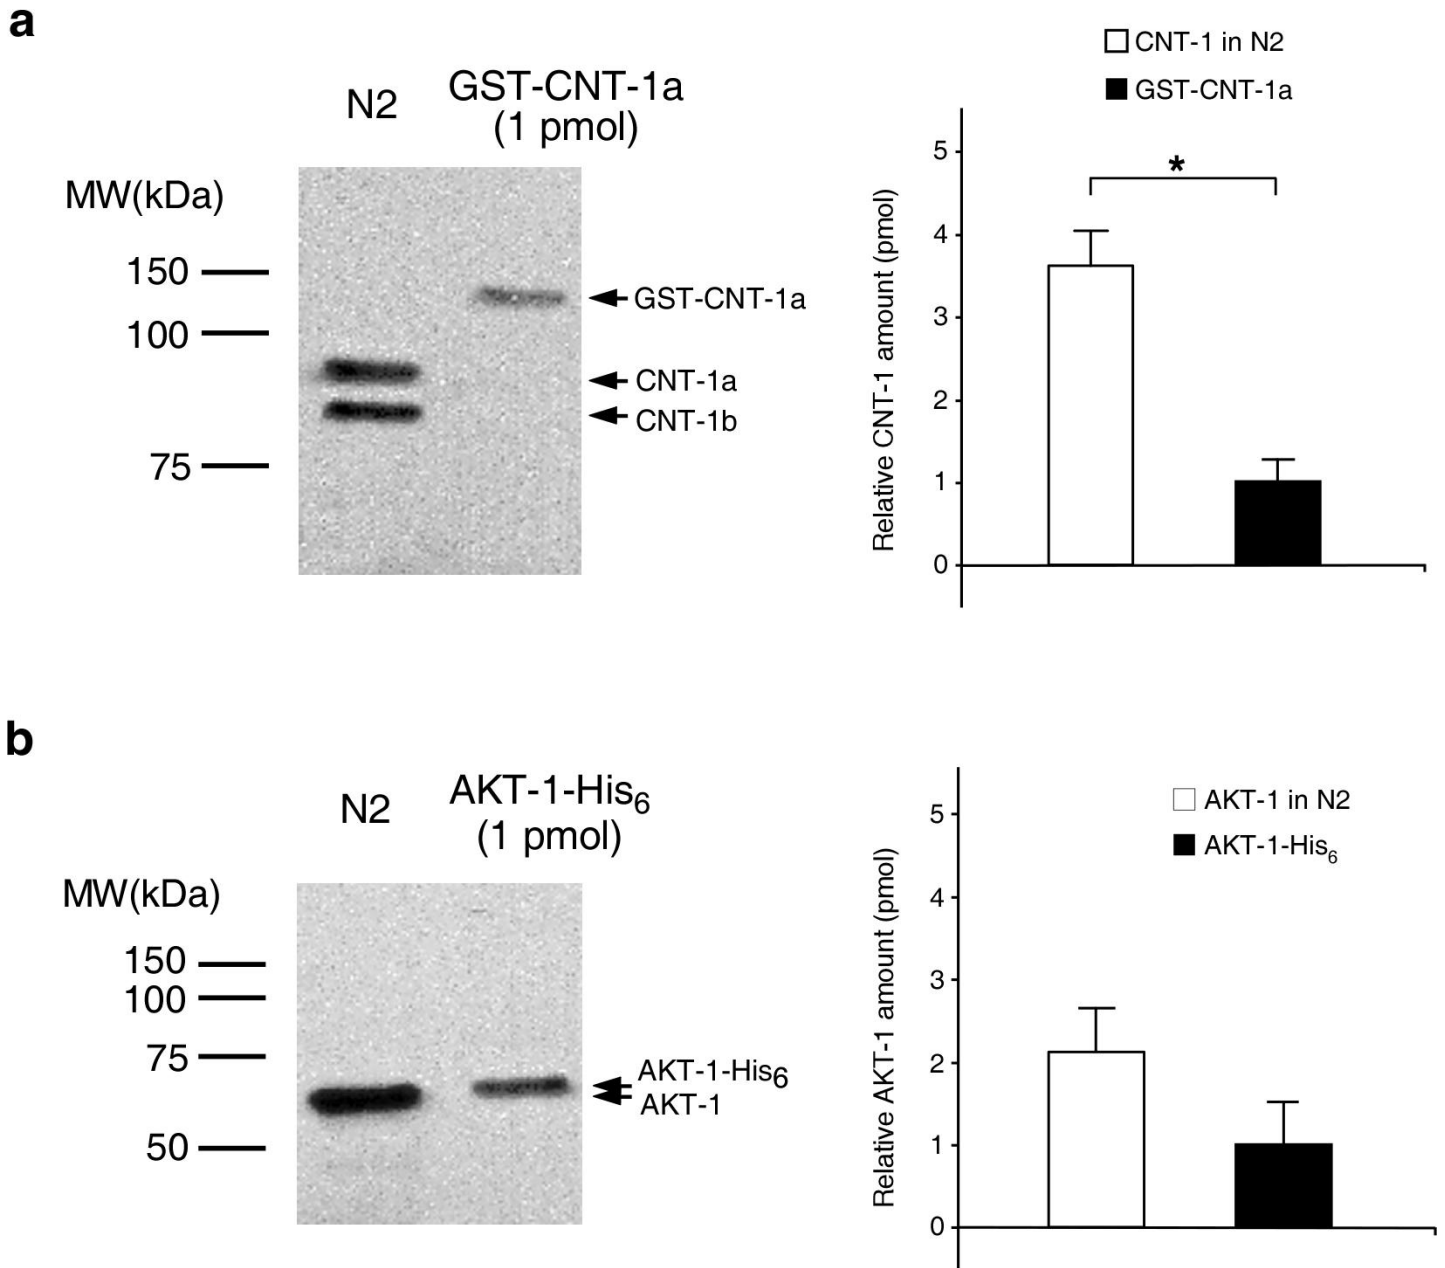 a
N2
GST-CNT-1a
(1 pmol)
MW(kDa)
150
100
75
GST-CNT-1a
CNT-1a
CNT-1b
CNT-1 in N2
GST-CNT-1a
Relative CNT-1 amount (pmol)
5
4
3
2
1
0
*
b
N2
AKT-1-His6
(1 pmol)
MW(kDa)
150
100
75
50
AKT-1-His6
AKT-1
AKT-1 in N2
AKT-1-His6
Relative AKT-1 amount (pmol)
5
4
3
2
1
0